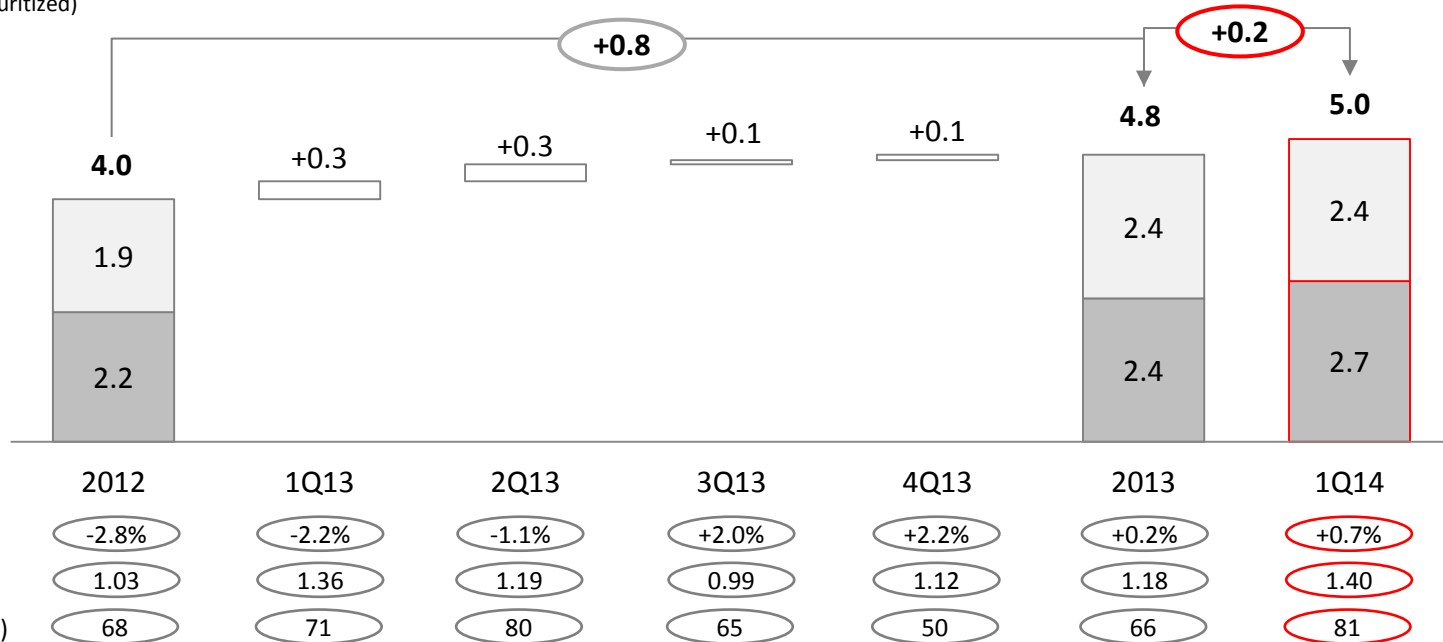 +0.8 +0.2
4.0 +0.3 +0.3 +0.1 +0.1 4.8 5.0
1.9 2.4 2.4
2.2 2.4 2.7
2012 1Q13 2Q13 3Q13 4Q13 2013 1Q14
-2.8% -2.2% -1.1% +2.0% +2.2% +0.2% +0.7%
1.03 1.36 1.19 0.99 1.12 1.18 1.40
) 68 71 80 65 50 66 81